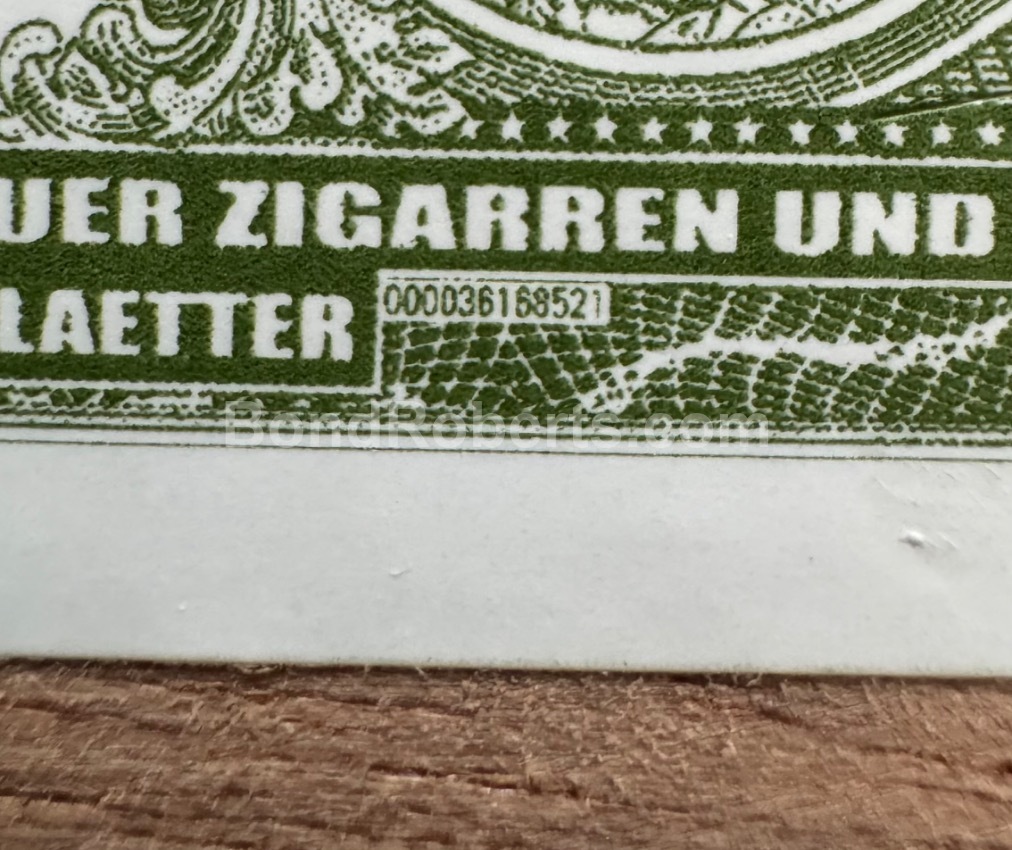 UER ZIGARREN UND
LAETTER
000036168521
BondRoberts.com